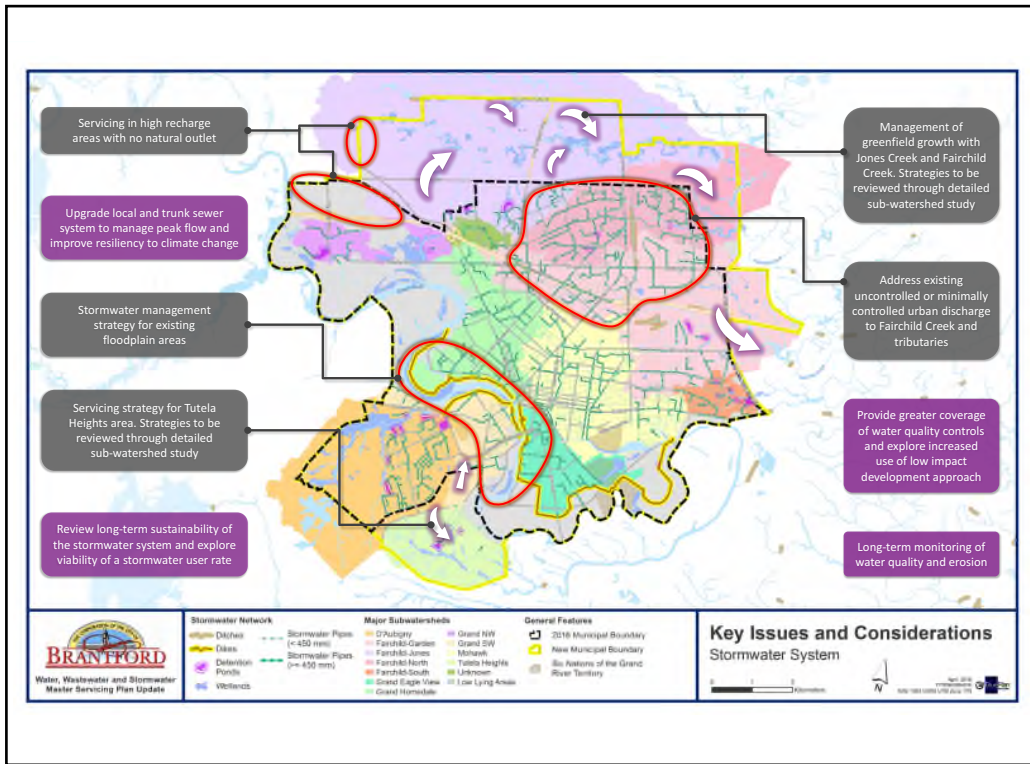 Servicing in high recharge
areas with no natural outlet
Upgrade local and trunk sewer
system to manage peak flow and
improve resiliency to climate change
Stormwater management
strategy for existing
floodplain areas
Servicing strategy for Tutela
Heights area. Strategies to be
reviewed through detailed
sub-watershed study
Review long-term sustainability of
the stormwater system and explore
viability of a stormwater user rate
Management of
greenfield growth with
Jones Creek and Fairchild
Creek. Strategies to be
reviewed through detailed
sub-watershed study
Address existing
uncontrolled or minimally
controlled urban discharge
to Fairchild Creek and
tributaries
Provide greater coverage
of water quality controls
and explore increased
use of low impact
development approach
Long-term monitoring of
water quality and erosion
THE CORPORATION OF THE CITY OF
BRANTFORD
Water, Wastewater and Stormwater
Master Servicing Plan Update
Stormwater Network
Ditches
Dikes
Detention
Ponds
Wetlands
Stormwater Pipes
(< 450 mm)
Stormwater Pipes
(>= 450 mm)
Major Subwatersheds
D'Aubigny
Fairchild-Garden
Fairchild-Jones
Fairchild-North
Fairchild-South
Grand Eagle View
Grand Homedale
Grand NW
Grand SW
Mohawk
Tutela Heights
Unknown
Low Lying Areas
General Features
2016 Municipal Boundary
New Municipal Boundary
Six Nations of the Grand
River Territory
Key Issues and Considerations
Stormwater System
Kilometers
N